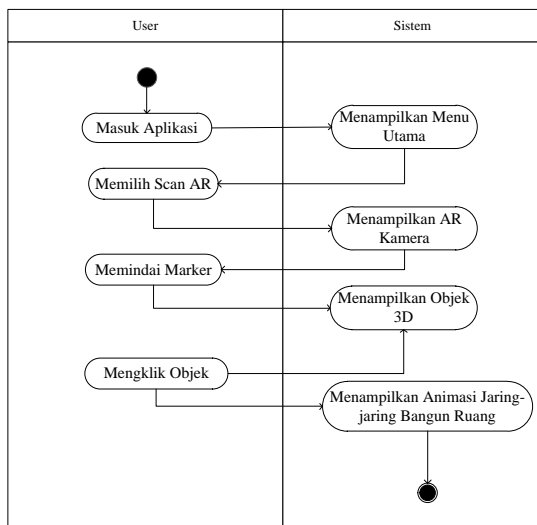 User
Sistem
Masuk Aplikasi
Menampilkan Menu
Utama
Memilih Scan AR
Menampilkan AR
Kamera
Memindai Marker
Menampilkan Objek
3D
Mengklik Objek
Menampilkan Animasi Jaring-
jaring Bangun Ruang